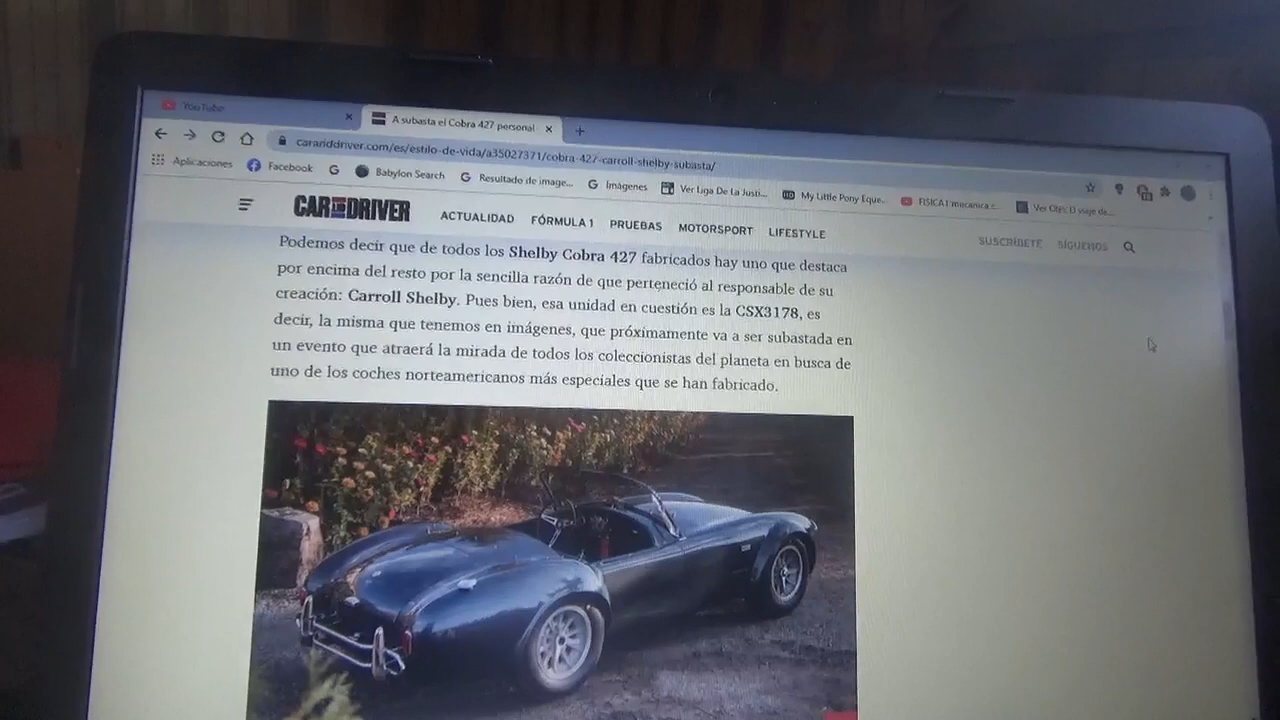 YouTube
A subasta el Cobra 427 personal
caranddriver.com/es/estilo-de-vida/a35027371/cobra-427-carroll-shelby-subasta/
Aplicaciones Facebook Babylon Search Resultado de image... Imágenes Ver Liga De La Justi... My Little Pony Eque... FISICA I mecanica c...
CAR AND DRIVER
ACTUALIDAD FÓRMULA 1 PRUEBAS MOTORSPORT LIFESTYLE SUSCRÍBETE SÍGUENOS
Podemos decir que de todos los Shelby Cobra 427 fabricados hay uno que destaca
por encima del resto por la sencilla razón de que perteneció al responsable de su
creación: Carroll Shelby. Pues bien, esa unidad en cuestión es la CSX3178, es
decir, la misma que tenemos en imágenes, que próximamente va a ser subastada en
un evento que atraerá la mirada de todos los coleccionistas del planeta en busca de
uno de los coches norteamericanos más especiales que se han fabricado.